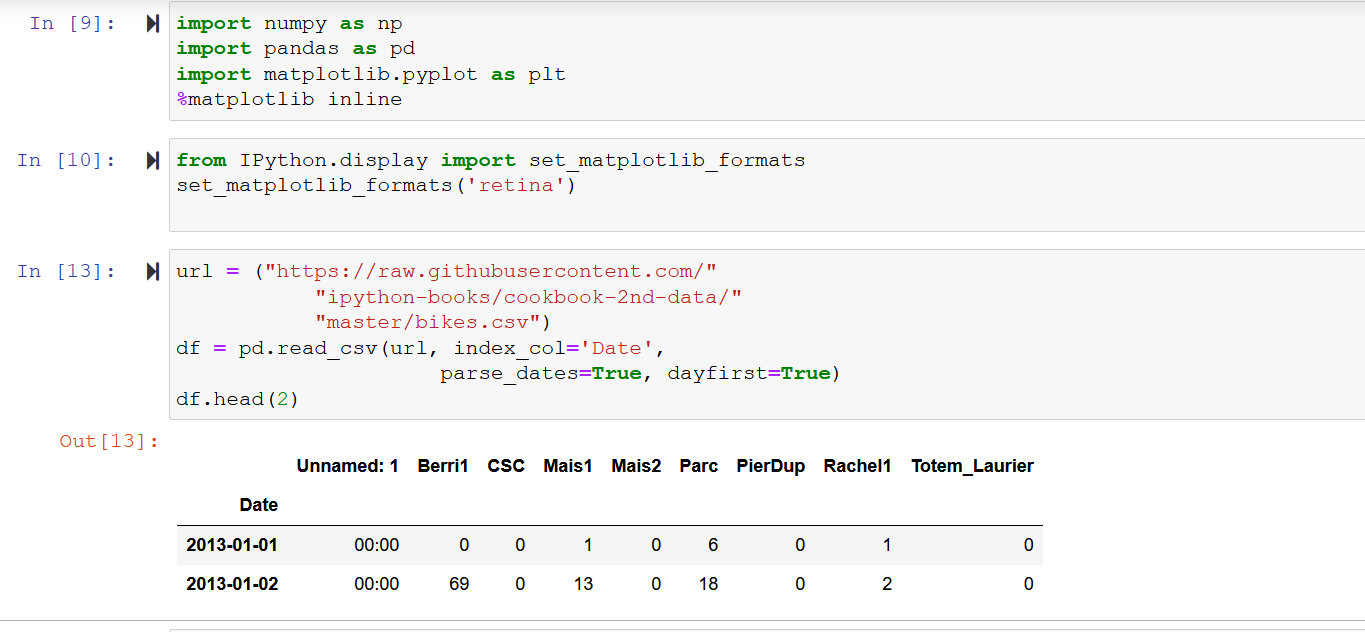 In [9]: import numpy as np
import pandas as pd
import matplotlib.pyplot as plt
%matplotlib inline
In [10]: from IPython.display import set_matplotlib_formats
set_matplotlib_formats('retina')
In [13]: url = ("https://raw.githubusercontent.com/"
"ipython-books/cookbook-2nd-data/"
"master/bikes.csv")
df = pd.read_csv(url, index_col='Date',
parse_dates=True, dayfirst=True)
df.head(2)
Out[13]:
Unnamed: 1 Berri1 CSC Mais1 Mais2 Parc PierDup Rachel1 Totem_Laurier
Date
2013-01-01 00:00 0 0 1 0 6 0 1 0
2013-01-02 00:00 69 0 13 0 18 0 2 0